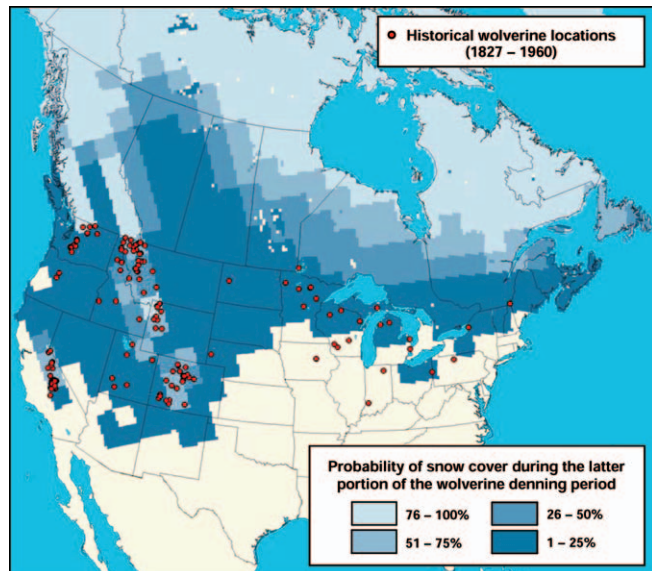 Historical wolverine locations
(1827 – 1960)
Probability of snow cover during the latter
portion of the wolverine denning period
76 – 100%
26 – 50%
51 – 75%
1 – 25%